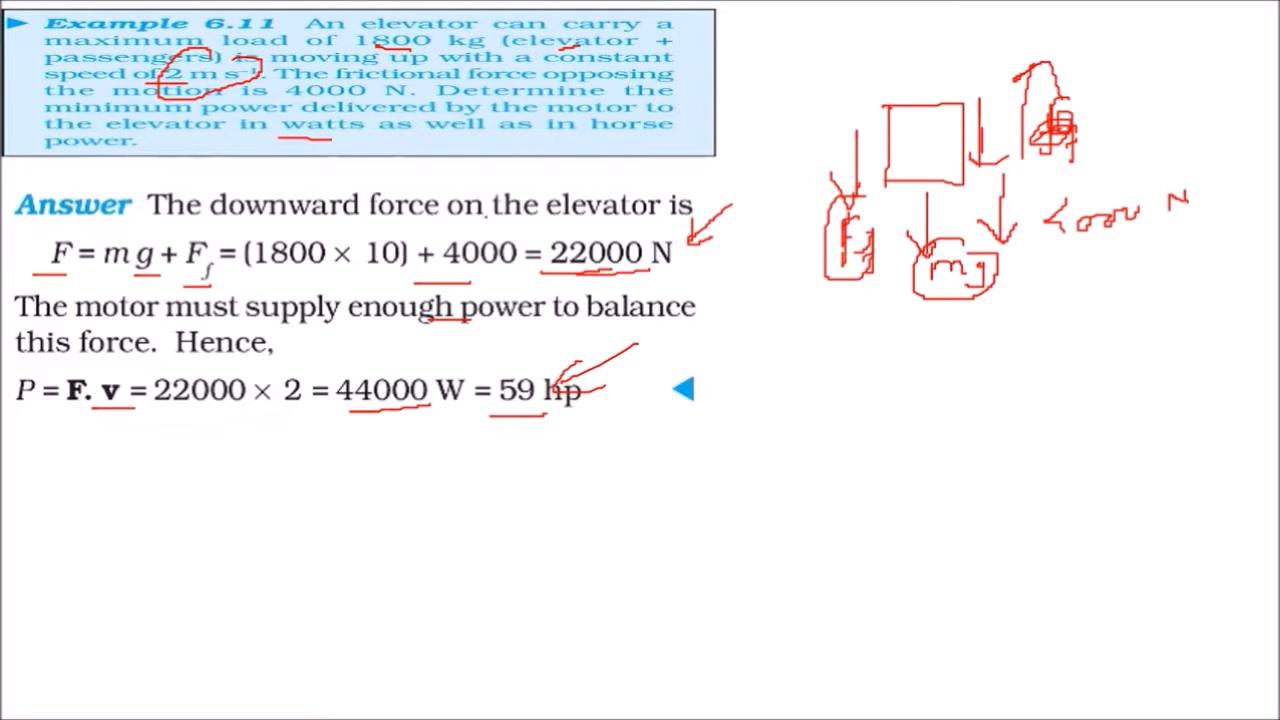 Example 6.11 An elevator can carry a
maximum load of 1800 kg (elevator +
passengers) is moving up with a constant
speed of 2 m s⁻¹. The frictional force opposing
the motion is 4000 N. Determine the
minimum power delivered by the motor to
the elevator in watts as well as in horse
power.
Answer The downward force on the elevator is
F = m g + F_f = (1800 × 10) + 4000 = 22000 N
The motor must supply enough power to balance
this force. Hence,
P = F. v = 22000 × 2 = 44000 W = 59 hp
mg
N